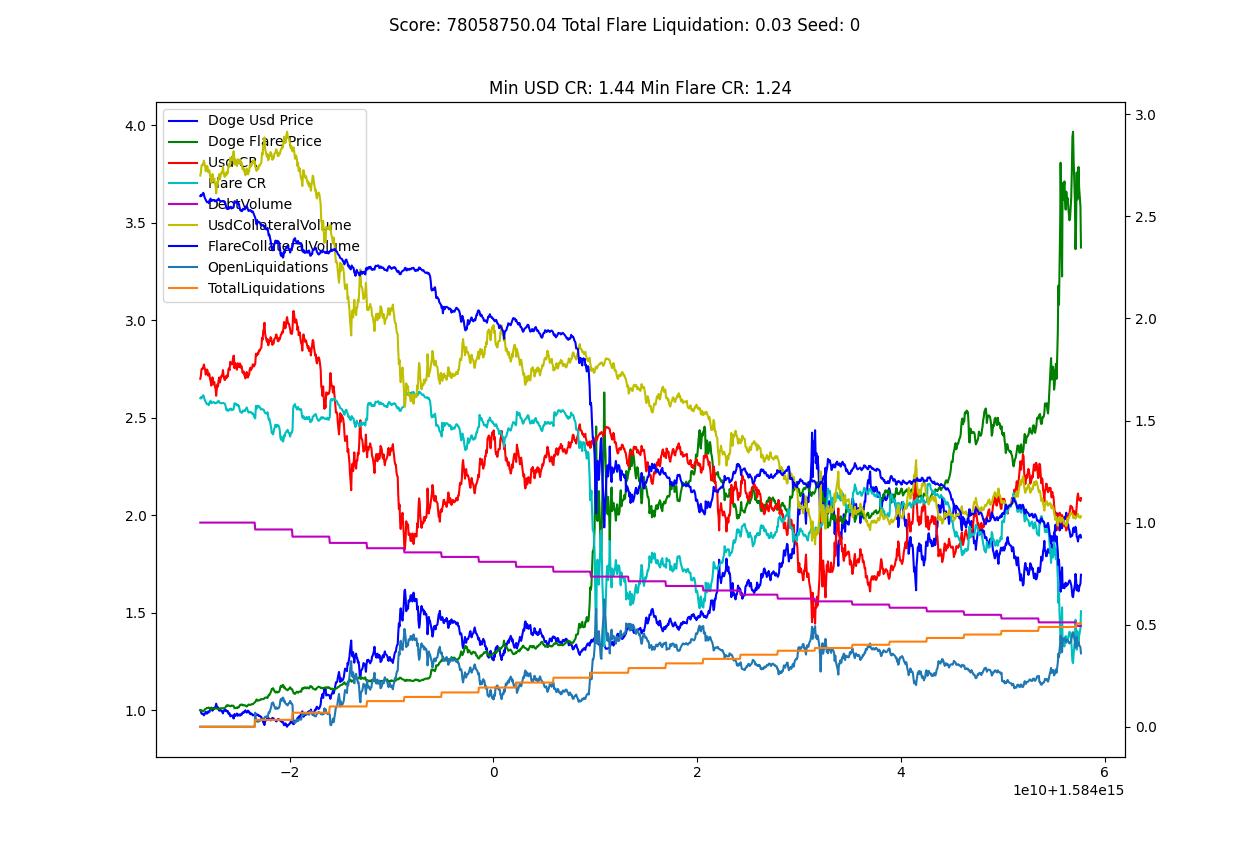 Score: 78058750.04 Total Flare Liquidation: 0.03 Seed: 0
Min USD CR: 1.44 Min Flare CR: 1.24
Doge Usd Price
Doge Flare Price
Usd CR
Flare CR
DebtVolume
UsdCollateralVolume
FlareCollateralVolume
OpenLiquidations
TotalLiquidations
4.0
3.5
3.0
2.5
2.0
1.5
1.0
3.0
2.5
2.0
1.5
1.0
0.5
0.0
−2
0
2
4
6
1e10+1.584e15